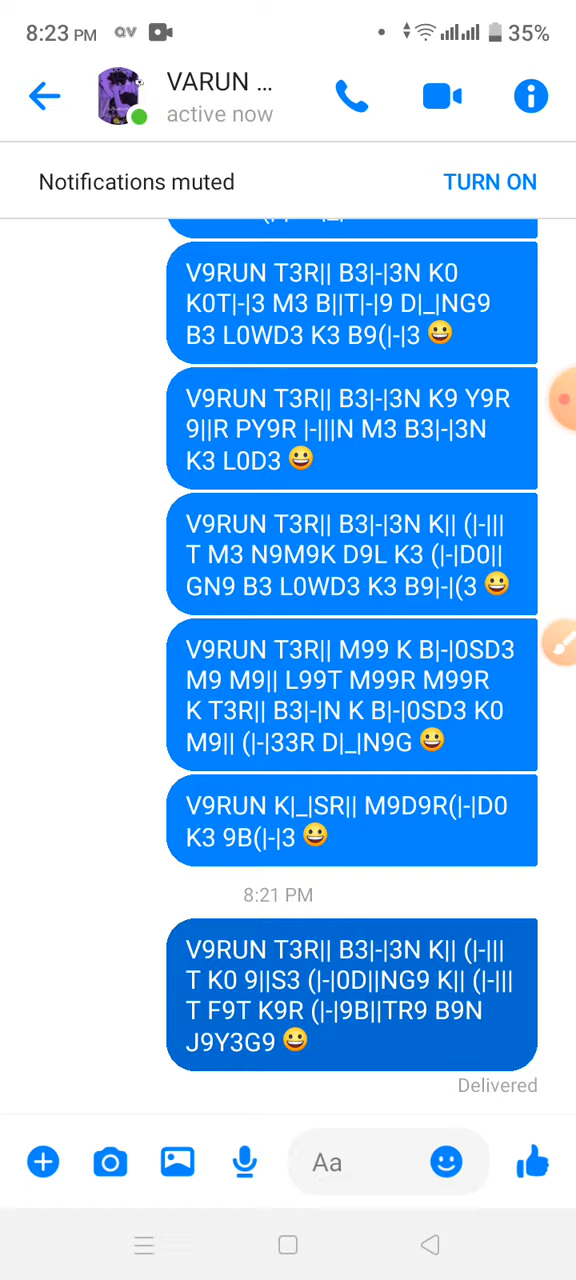 8:23 PM
35%
VARUN ...
active now
Notifications muted
TURN ON
V9RUN T3R|| B3|-|3N K0
K0T|-|3 M3 B||T|-|9 D|_|NG9
B3 L0WD3 K3 B9(|-|3 😀
V9RUN T3R|| B3|-|3N K9 Y9R
9||R PY9R |-|||N M3 B3|-|3N
K3 L0D3 😀
V9RUN T3R|| B3|-|3N K|| (|-|||
T M3 N9M9K D9L K3 (|-|D0||
GN9 B3 L0WD3 K3 B9|-|(3 😀
V9RUN T3R|| M99 K B|-|0SD3
M9 M9|| L99T M99R M99R
K T3R|| B3|-|N K B|-|0SD3 K0
M9|| (|-|33R D|_|N9G 😀
V9RUN K|_|SR|| M9D9R(|-|D0
K3 9B(|-|3 😀
8:21 PM
V9RUN T3R|| B3|-|3N K|| (|-|||
T K0 9||S3 (|-|0D||NG9 K|| (|-|||
T F9T K9R (|-|9B||TR9 B9N
J9Y3G9 😀
Delivered
Aa